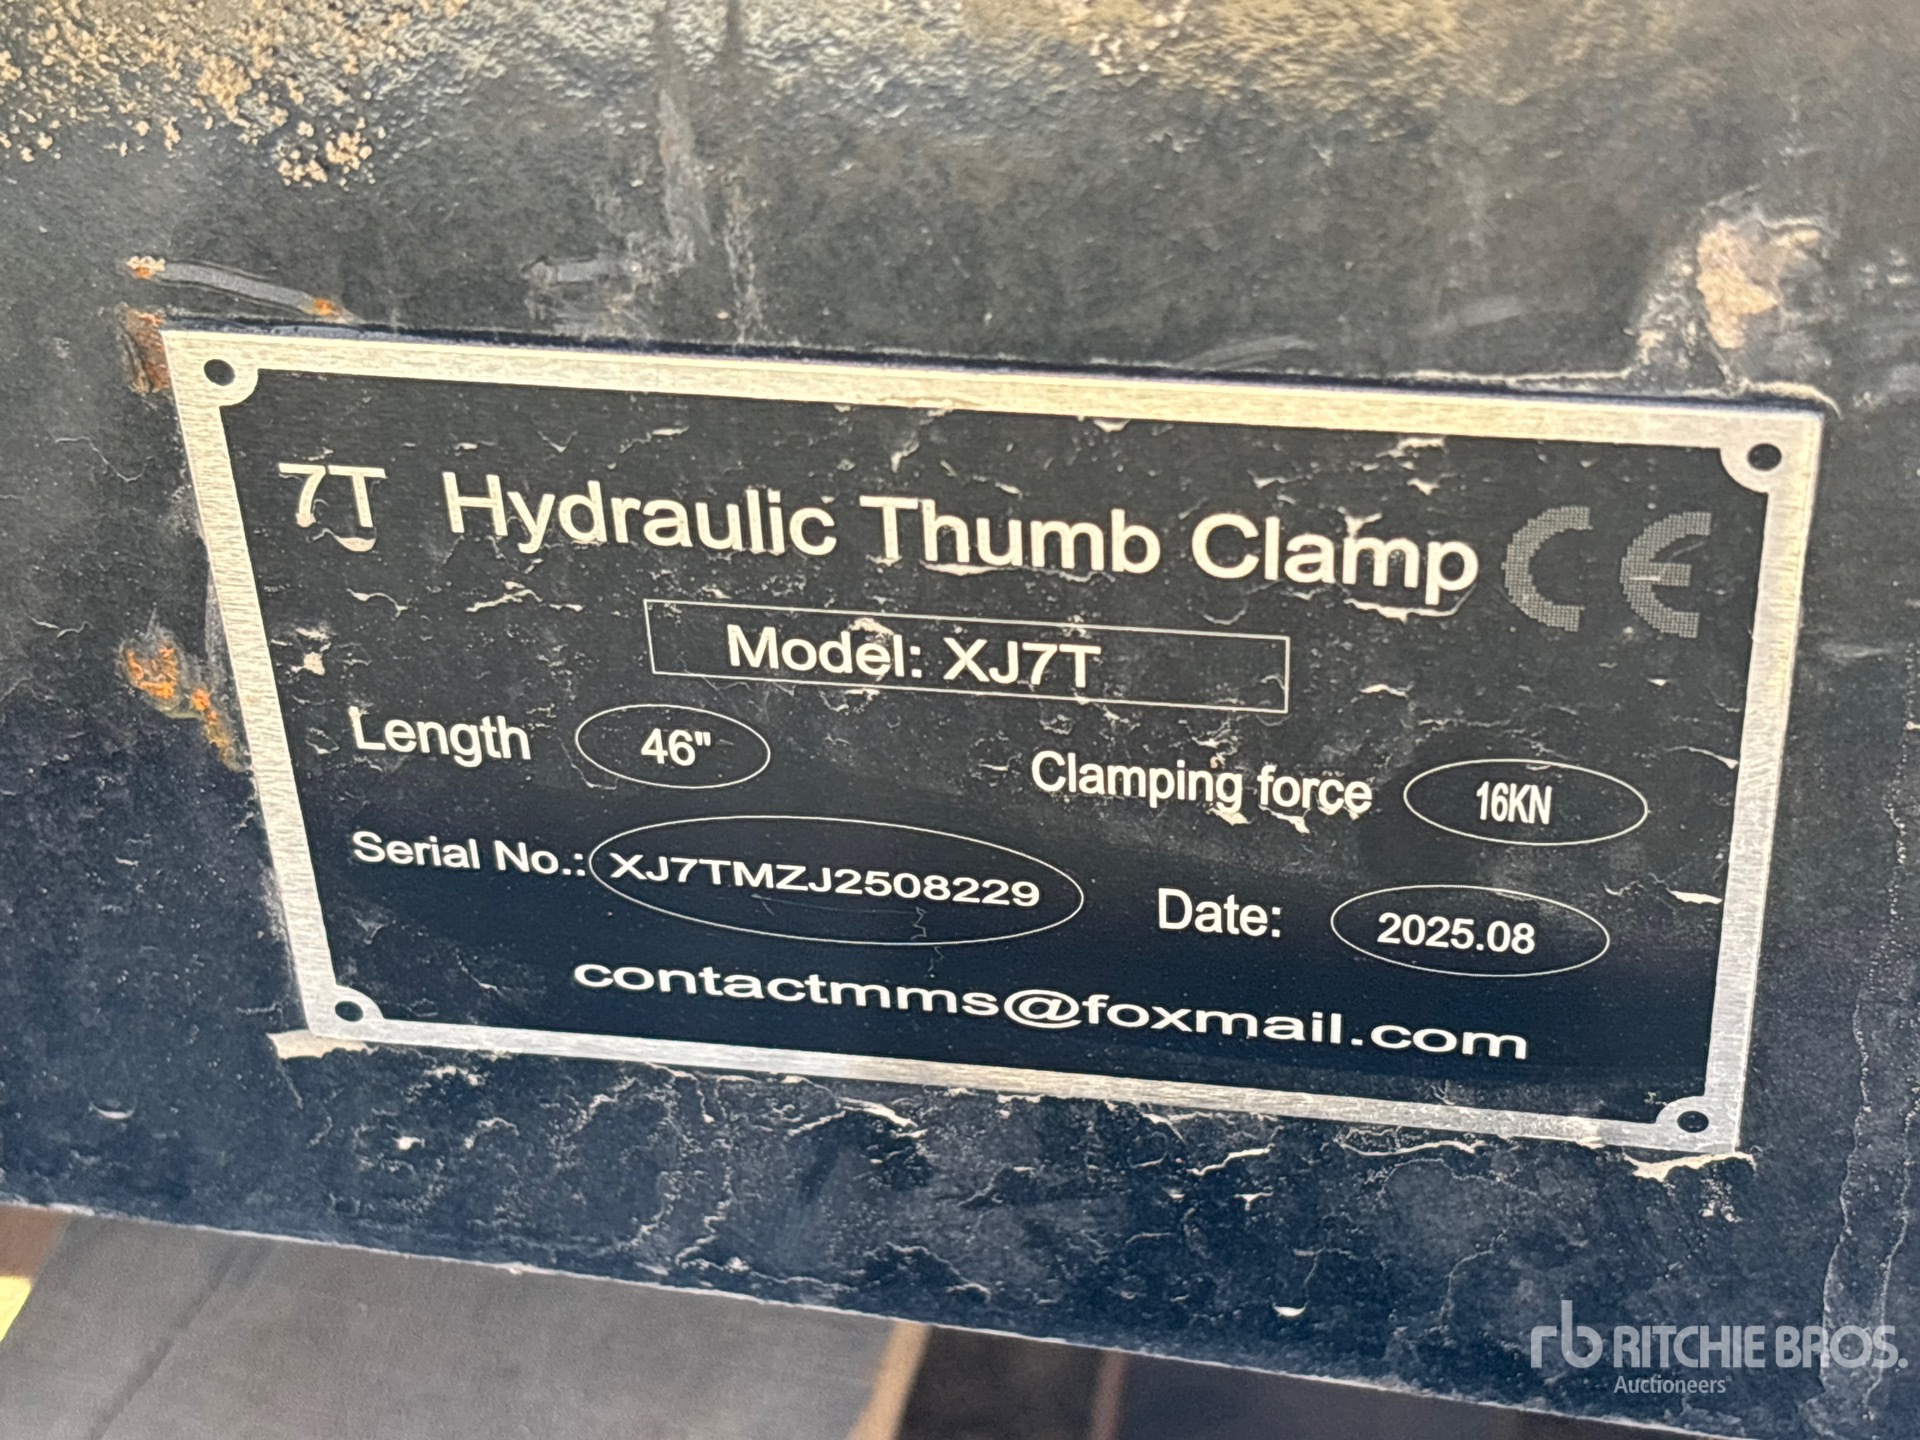 7T Hydraulic Thumb Clamp CE
Model: XJ7T
Length 46" Clamping force 16KN
Serial No.: XJ7TMZJ2508229 Date: 2025.08
contactmms@foxmail.com
rb RITCHIE BROS.
Auctioneers